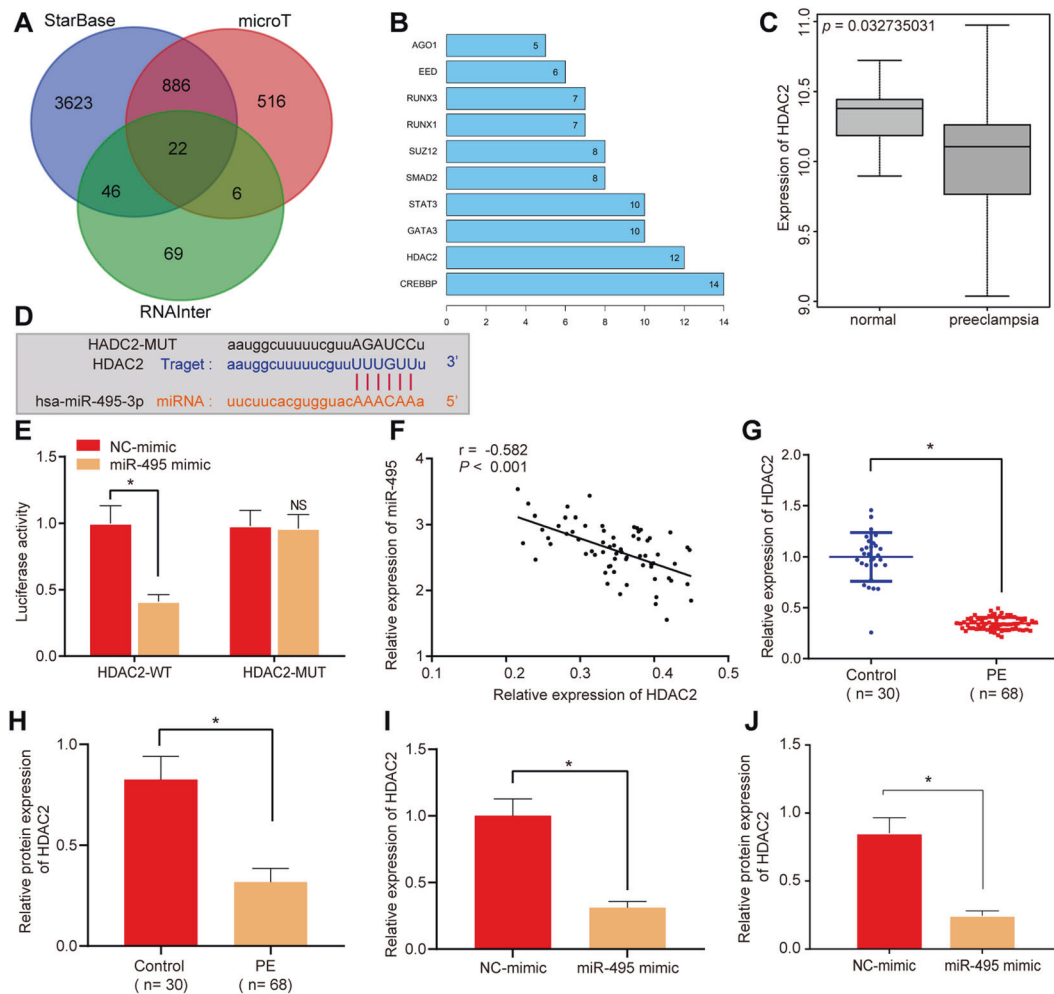 A
StarBase
microT
3623
886
516
22
46
6
69
RNAInter
B
AGO1
5
EED
6
RUNX3
7
RUNX1
7
SUZ12
8
SMAD2
8
STAT3
10
GATA3
10
HDAC2
12
CREBBP
14
0 2 4 6 8 10 12 14
C
p = 0.032735031
Expression of HDAC2
11.0
10.5
10.0
9.5
9.0
normal preeclampsia
D
HADC2-MUT aauggcuuuuucguuAGAUCCu
HDAC2 Traget : aauggcuuuuucguuUUUGUUu 3’
hsa-miR-495-3p miRNA : uucuucacgugguacAAACAAa 5’
E
NC-mimic
miR-495 mimic
Luciferase activity
1.5
1.0
0.5
0.0
*
NS
HDAC2-WT HDAC2-MUT
F
r = -0.582
P < 0.001
Relative expression of miR-495
4
3
2
1
0
0.1 0.2 0.3 0.4 0.5
Relative expression of HDAC2
G
*
Relative expression of HDAC2
2.0
1.5
1.0
0.5
0.0
Control PE
( n= 30) ( n= 68)
H
*
Relative protein expression
of HDAC2
1.0
0.5
0.0
Control PE
( n= 30) ( n= 68)
I
*
Relative expression of HDAC2
1.5
1.0
0.5
0.0
NC-mimic miR-495 mimic
J
*
Relative protein expression
of HDAC2
1.5
1.0
0.5
0.0
NC-mimic miR-495 mimic